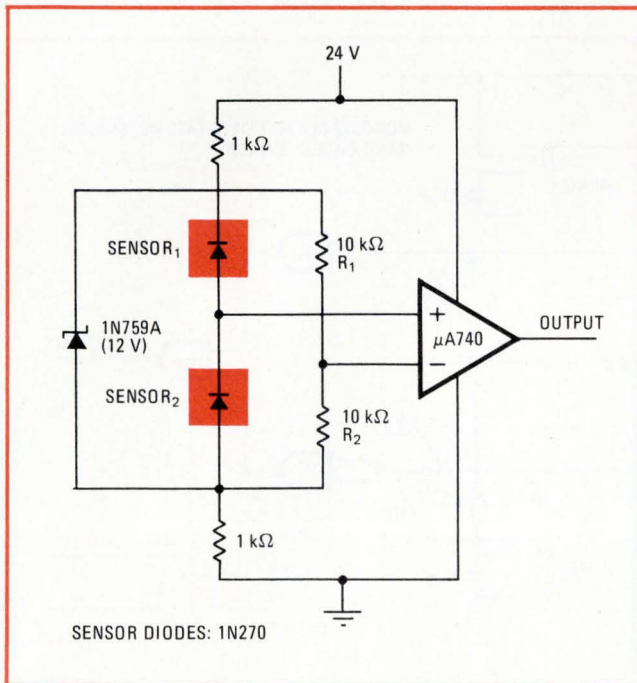 24 V
1 kΩ
SENSOR₁
10 kΩ
R₁
1N759A
(12 V)
+
μA740
−
OUTPUT
SENSOR₂
10 kΩ
R₂
1 kΩ
SENSOR DIODES: 1N270